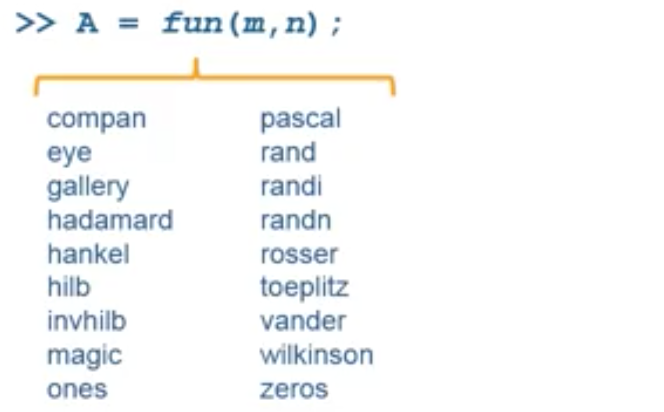 >> A = fun(m,n);
compan
eye
gallery
hadamard
hankel
hilb
invhilb
magic
ones
pascal
rand
randi
randn
rosser
toeplitz
vander
wilkinson
zeros